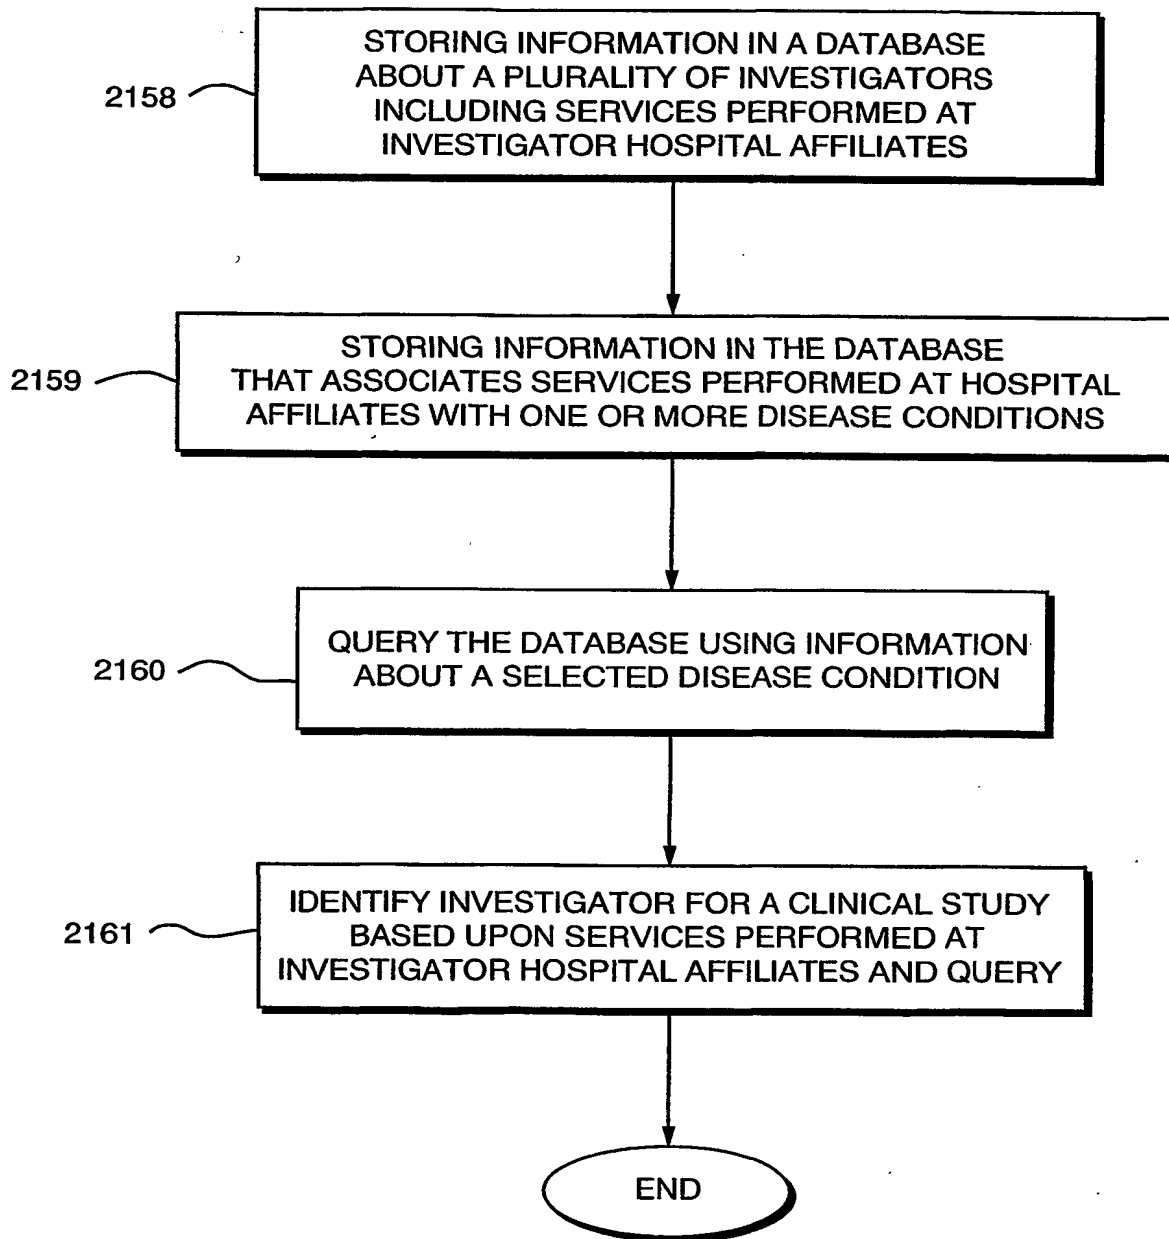 STORING INFORMATION IN A DATABASE
ABOUT A PLURALITY OF INVESTIGATORS
INCLUDING SERVICES PERFORMED AT
INVESTIGATOR HOSPITAL AFFILIATES
2158
STORING INFORMATION IN THE DATABASE
THAT ASSOCIATES SERVICES PERFORMED AT HOSPITAL
AFFILIATES WITH ONE OR MORE DISEASE CONDITIONS
2159
QUERY THE DATABASE USING INFORMATION
ABOUT A SELECTED DISEASE CONDITION
2160
IDENTIFY INVESTIGATOR FOR A CLINICAL STUDY
BASED UPON SERVICES PERFORMED AT
INVESTIGATOR HOSPITAL AFFILIATES AND QUERY
2161
END